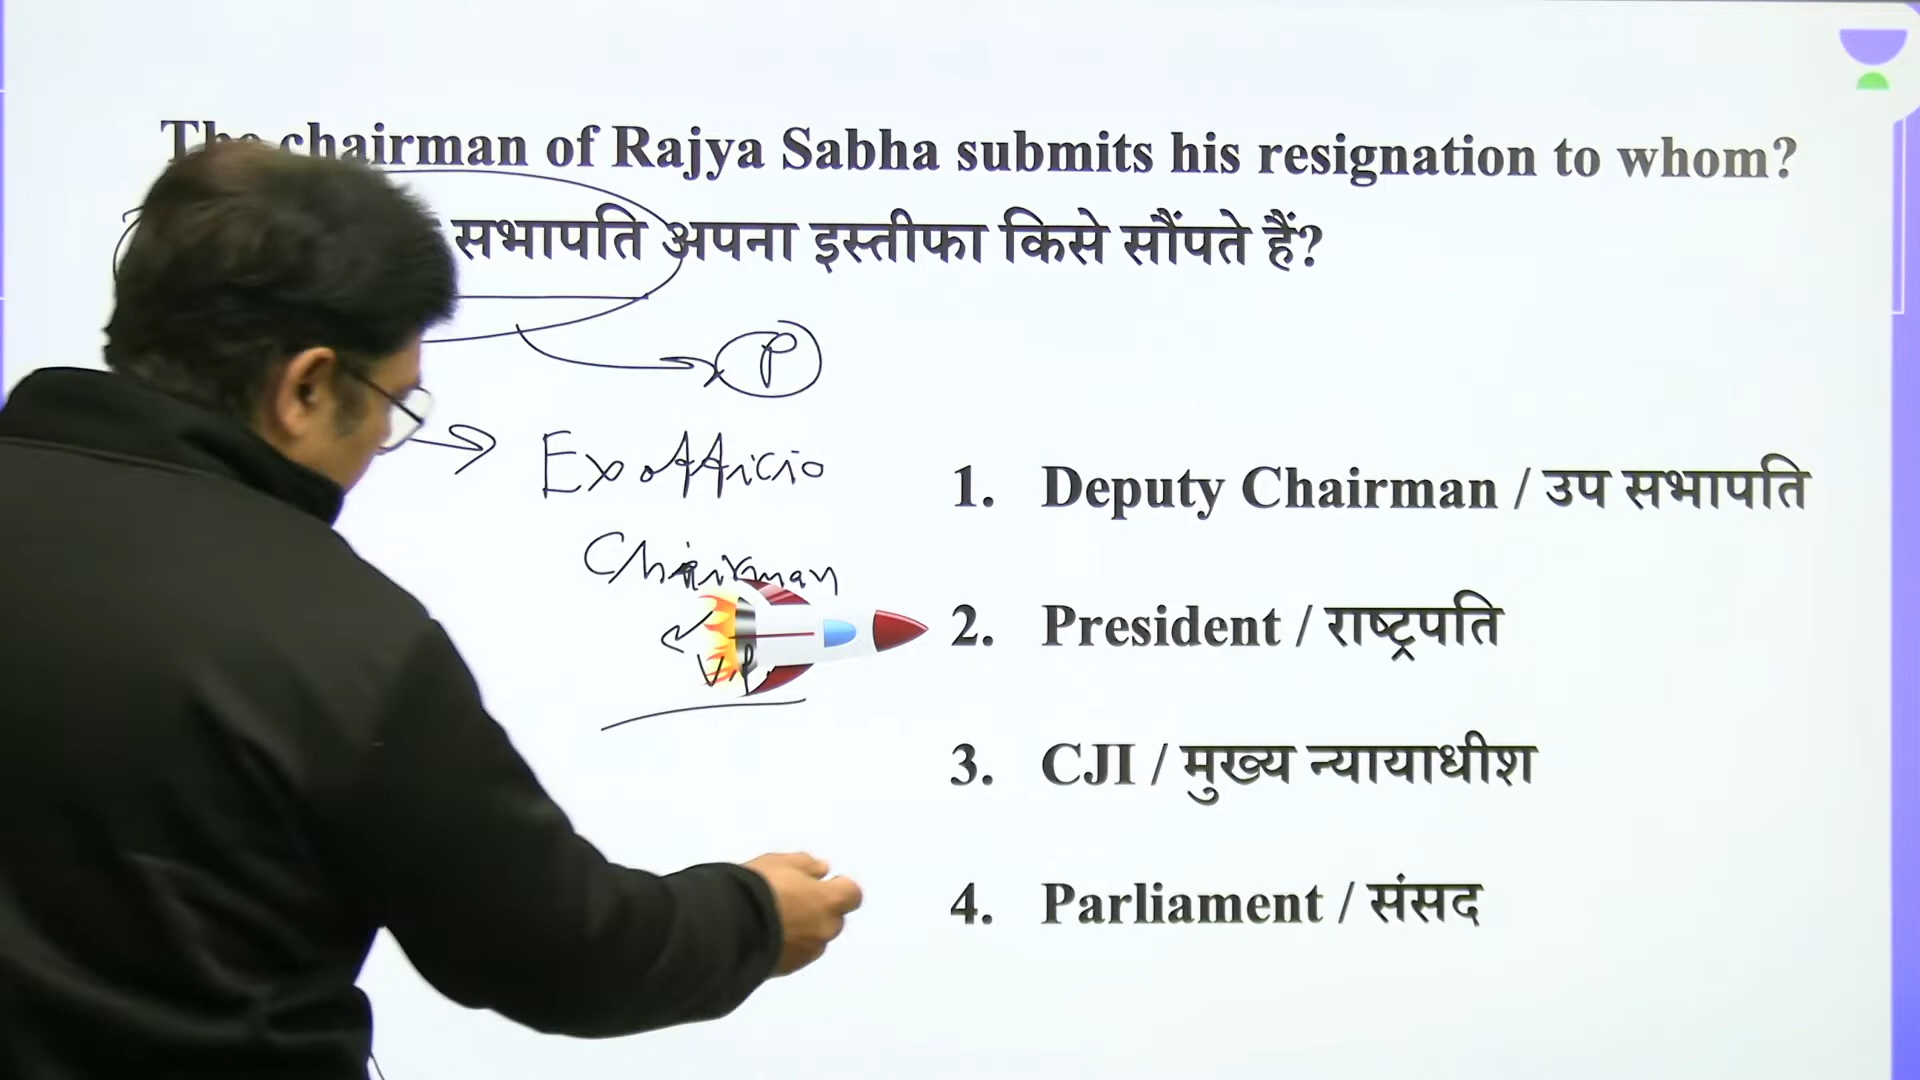 The chairman of Rajya Sabha submits his resignation to whom?
सभापति अपना इस्तीफा किसे सौंपते हैं?
P
Ex officio
Chairman
V.P.
1. Deputy Chairman / उप सभापति
2. President / राष्ट्रपति
3. CJI / मुख्य न्यायाधीश
4. Parliament / संसद